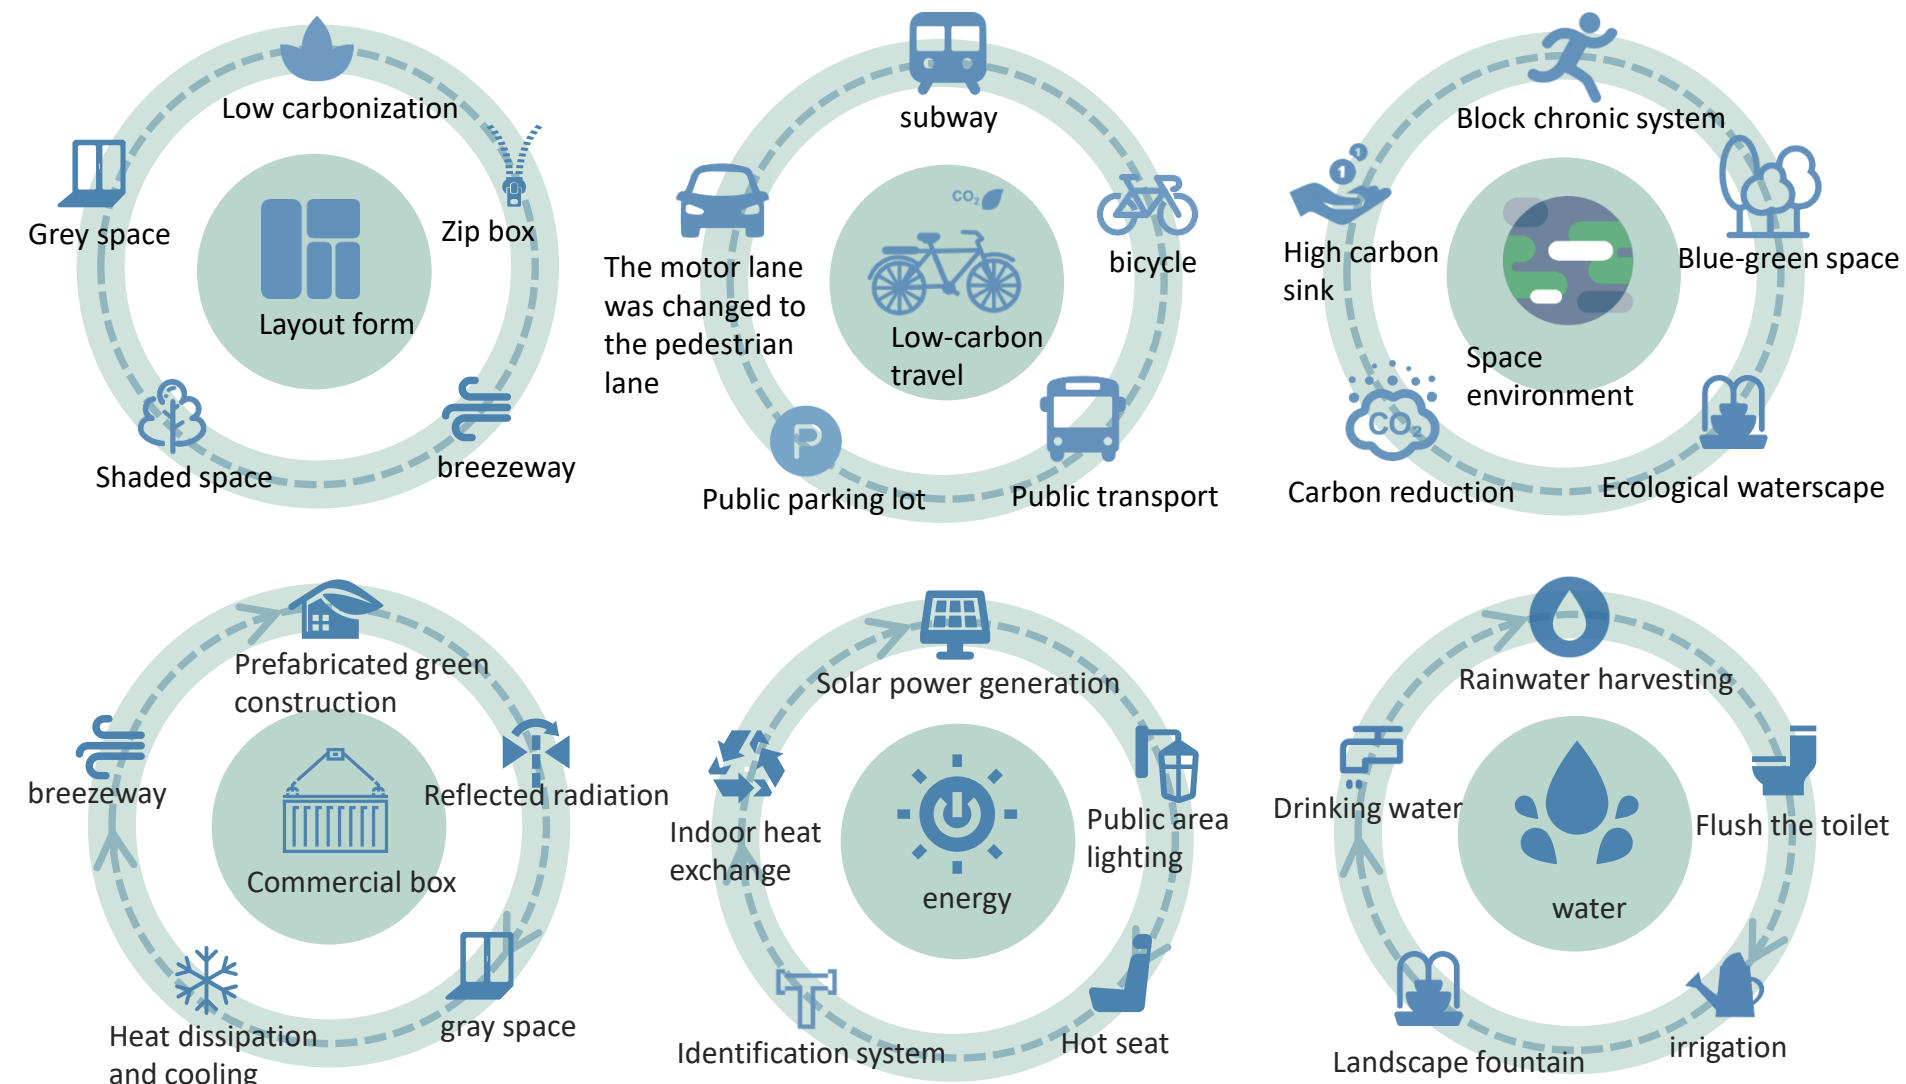 Low carbonization
Grey space
Zip box
Layout form
Shaded space
breezeway
subway
The motor lane
was changed to
the pedestrian
lane
CO₂
bicycle
Low-carbon
travel
P
Public parking lot
Public transport
Block chronic system
1
1
High carbon
sink
Blue-green space
Space
environment
CO₂
Carbon reduction
Ecological waterscape
Prefabricated green
construction
breezeway
Reflected radiation
Commercial box
Heat dissipation
and cooling
gray space
Solar power generation
Indoor heat
exchange
Public area
lighting
energy
Identification system
Hot seat
Rainwater harvesting
Drinking water
Flush the toilet
water
Landscape fountain
irrigation